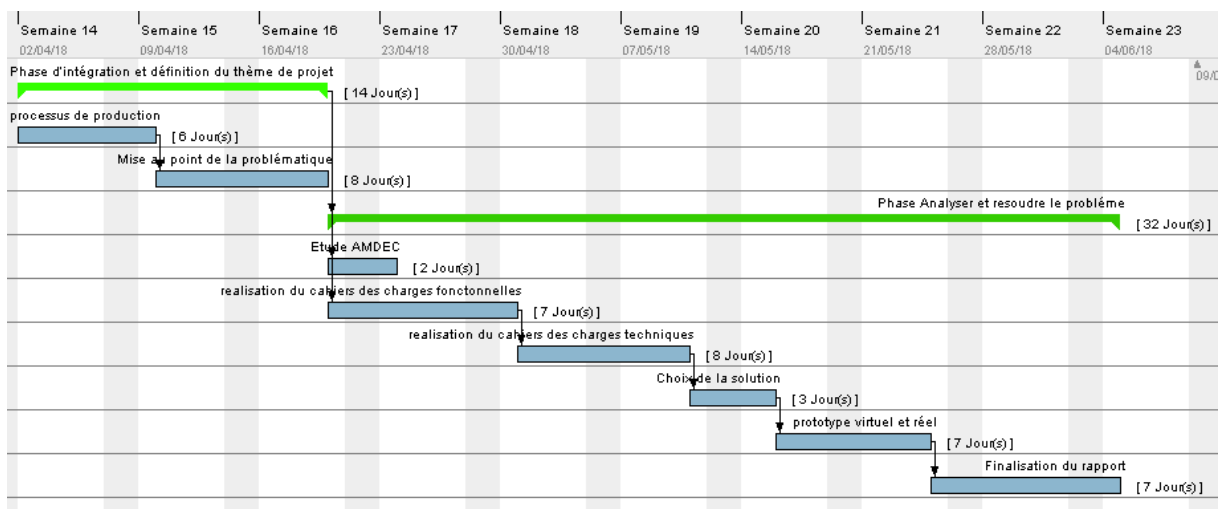 Semaine 14 Semaine 15 Semaine 16 Semaine 17 Semaine 18 Semaine 19 Semaine 20 Semaine 21 Semaine 22 Semaine 23
02/04/18 09/04/18 16/04/18 23/04/18 30/04/18 07/05/18 14/05/18 21/05/18 28/05/18 04/06/18
Phase d'intégration et définition du thème de projet
[ 14 Jour(s) ]
processus de production
[ 6 Jour(s) ]
Mise au point de la problématique
[ 8 Jour(s) ]
Phase Analyser et resoudre le probléme
[ 32 Jour(s) ]
Etude AMDEC
[ 2 Jour(s) ]
realisation du cahiers des charges fonctonnelles
[ 7 Jour(s) ]
realisation du cahiers des charges techniques
[ 8 Jour(s) ]
Choix de la solution
[ 3 Jour(s) ]
prototype virtuel et réel
[ 7 Jour(s) ]
Finalisation du rapport
[ 7 Jour(s) ]